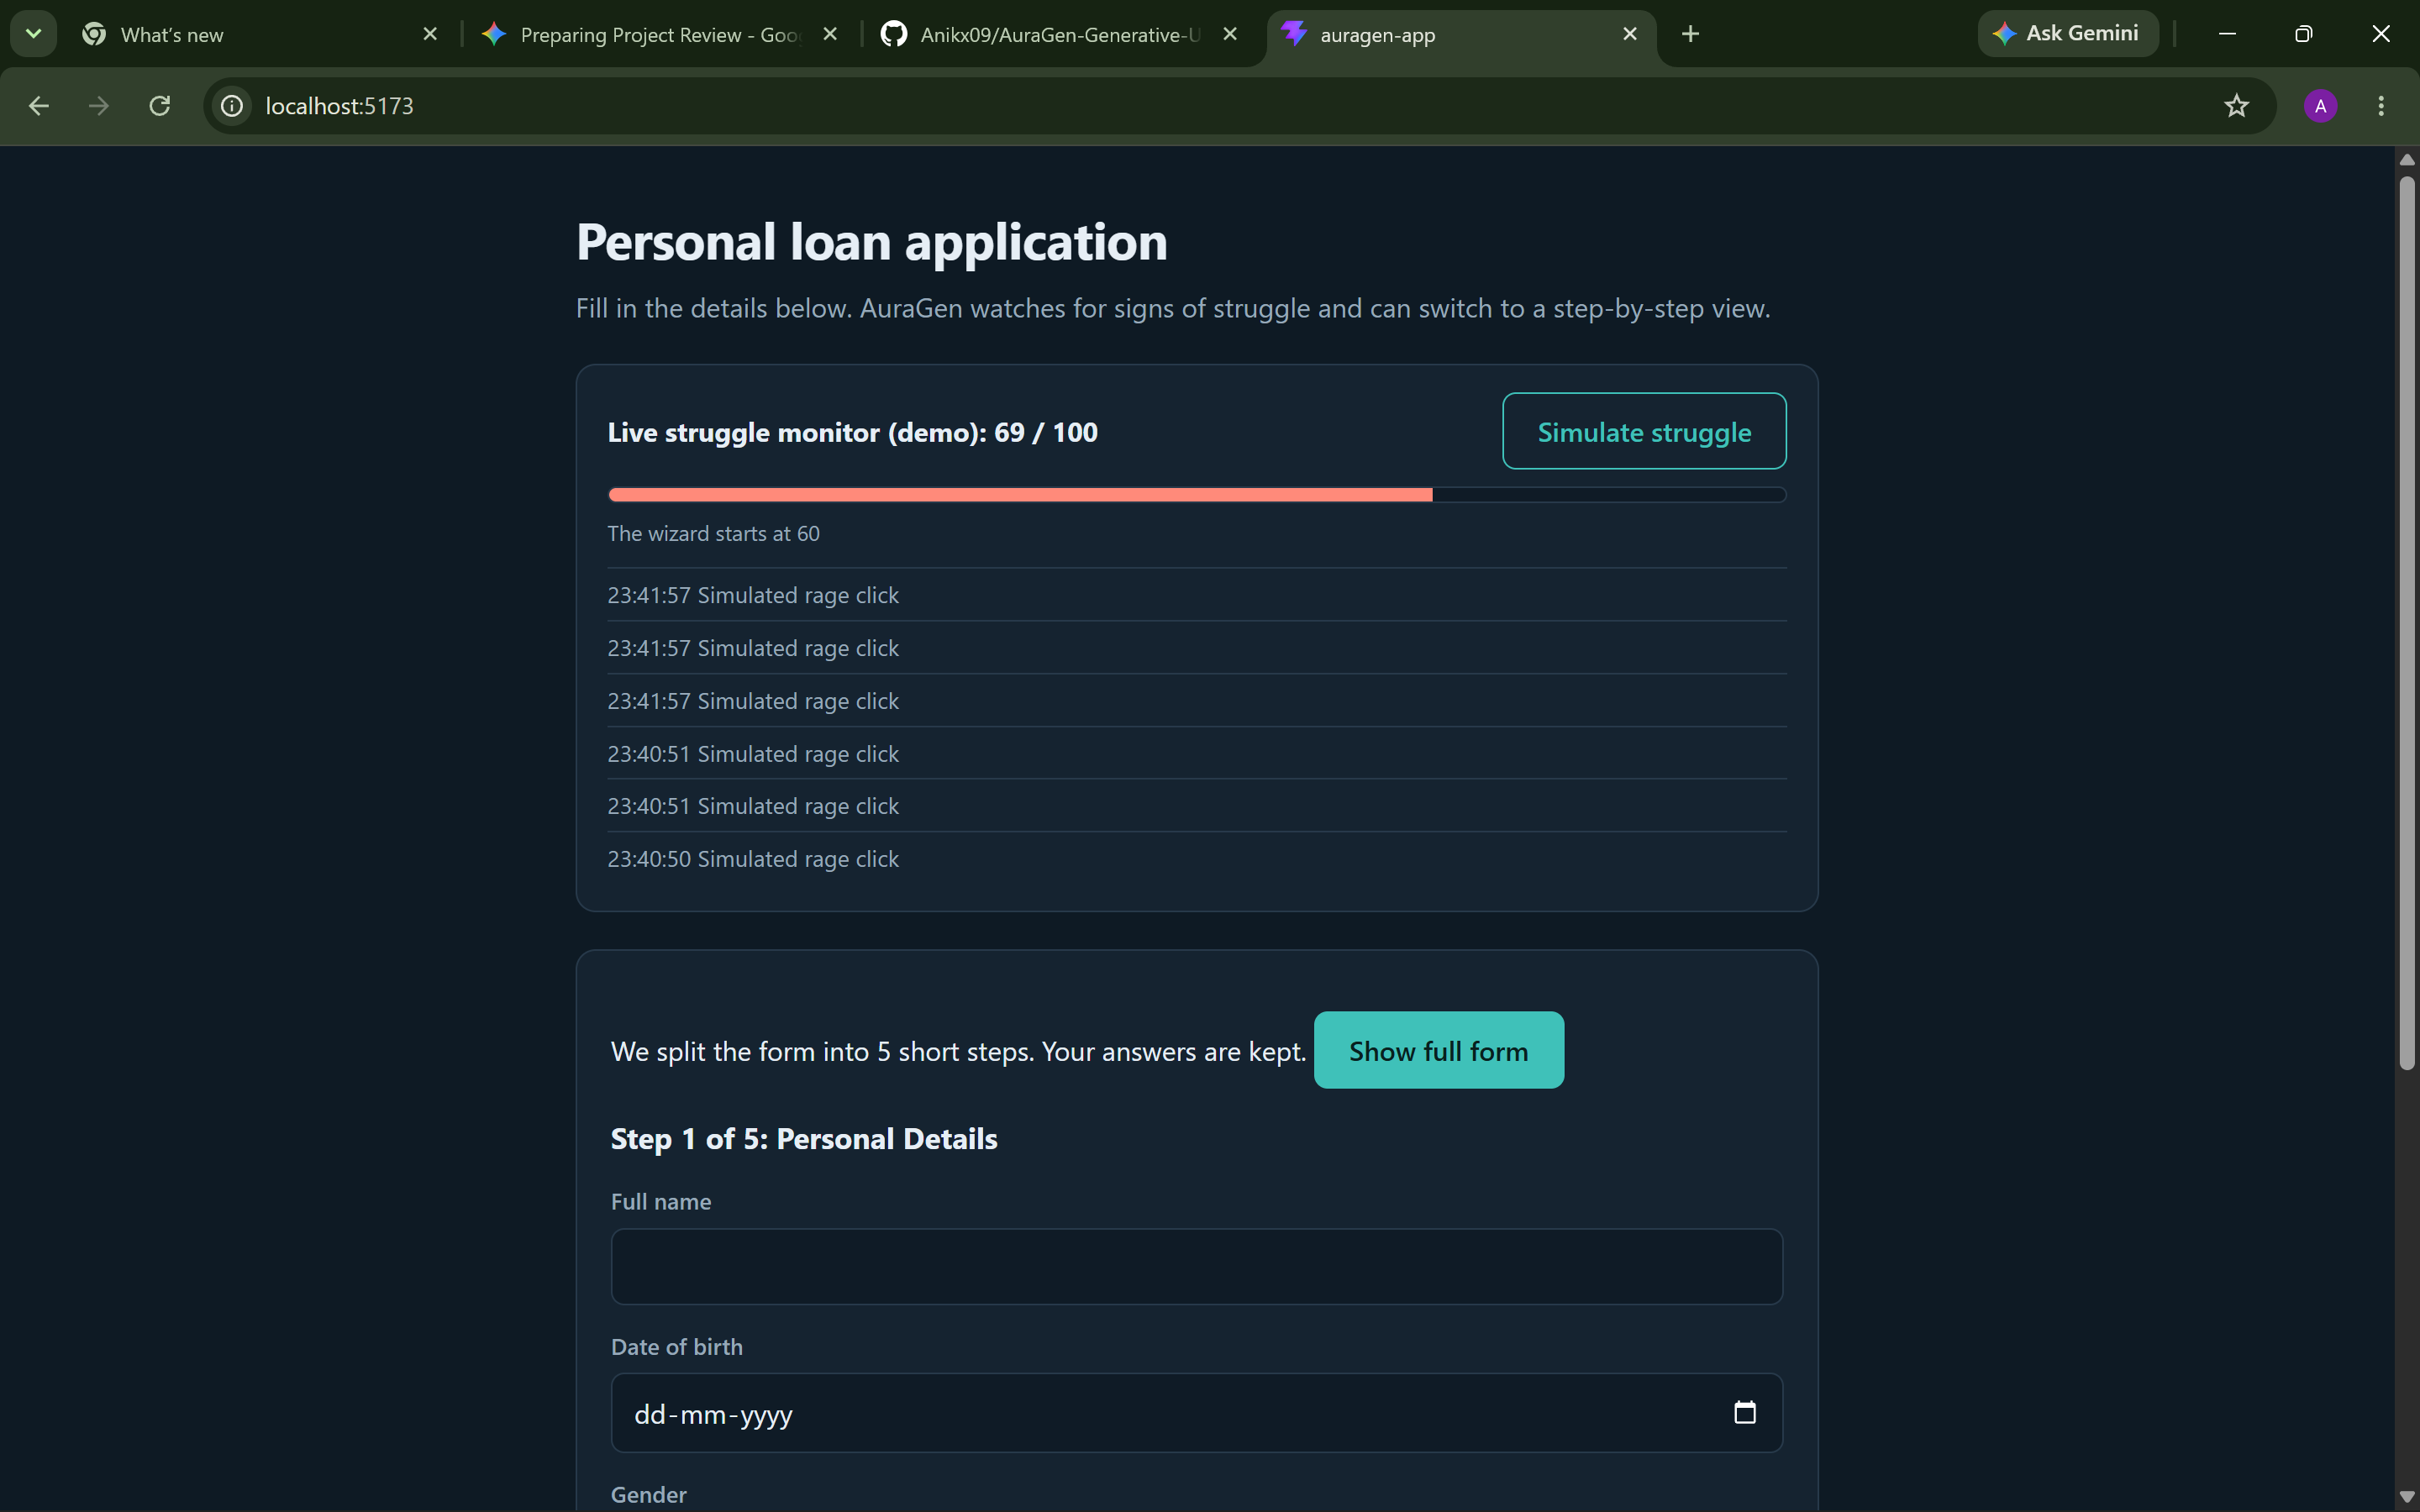 What's new
Preparing Project Review - Goo
Anikx09/AuraGen-Generative-U
auragen-app
Ask Gemini
localhost:5173
A
Personal loan application
Fill in the details below. AuraGen watches for signs of struggle and can switch to a step-by-step view.
Live struggle monitor (demo): 69 / 100
Simulate struggle
The wizard starts at 60
23:41:57 Simulated rage click
23:41:57 Simulated rage click
23:41:57 Simulated rage click
23:40:51 Simulated rage click
23:40:51 Simulated rage click
23:40:50 Simulated rage click
We split the form into 5 short steps. Your answers are kept. Show full form
Step 1 of 5: Personal Details
Full name
Date of birth
dd-mm-yyyy
Gender